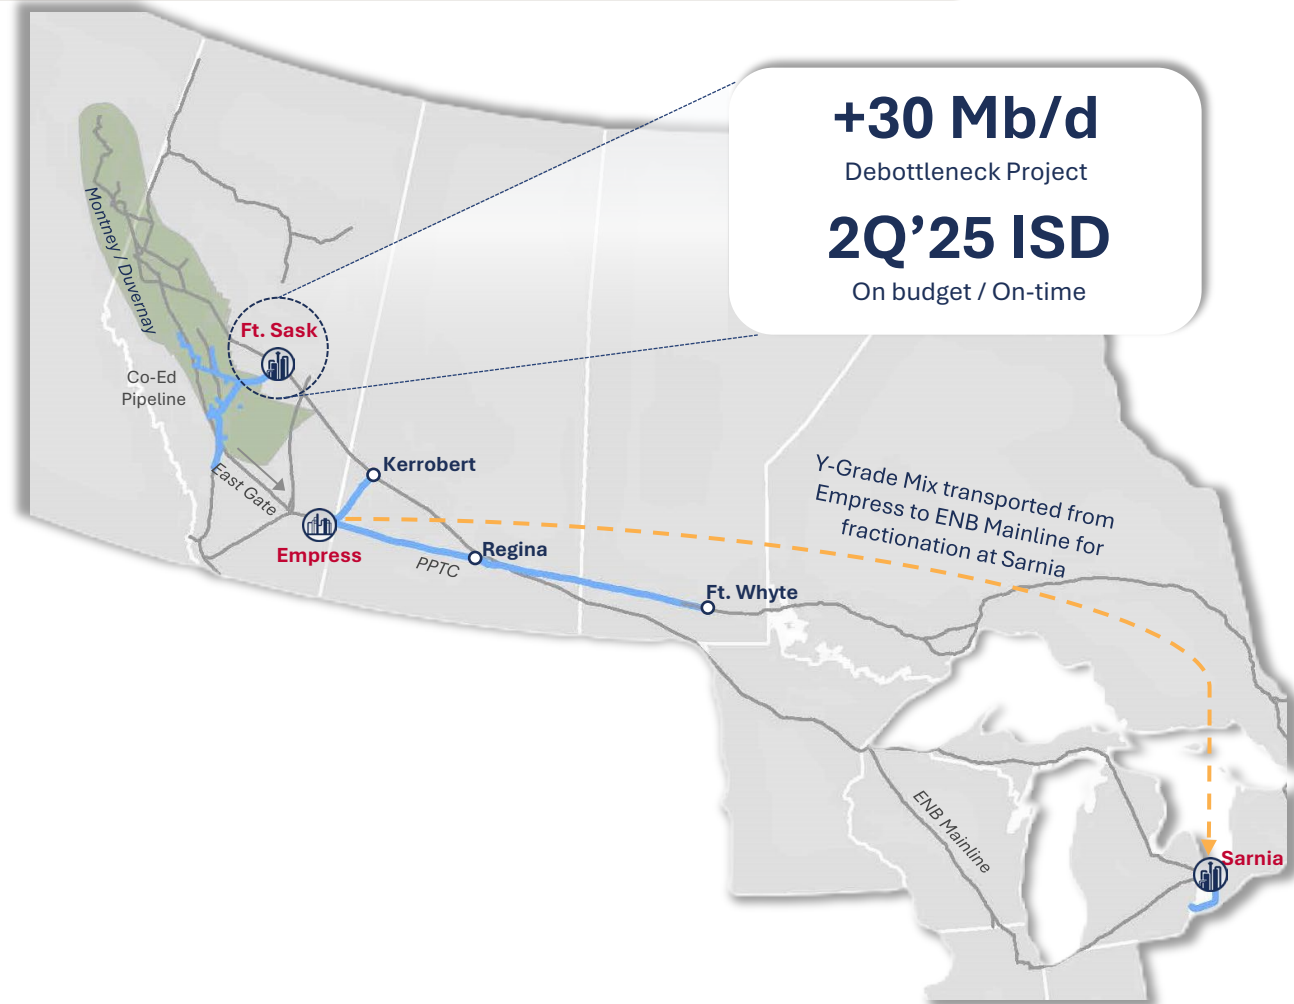 +30 Mb/d
Debottleneck Project
2Q’25 ISD
On budget / On-time
Montney / Duvernay
Ft. Sask
Co-Ed
Pipeline
East Gate
Kerrobert
Empress
Regina
PPTC
Ft. Whyte
Y-Grade Mix transported from
Empress to ENB Mainline for
fractionation at Sarnia
ENB Mainline
Sarnia